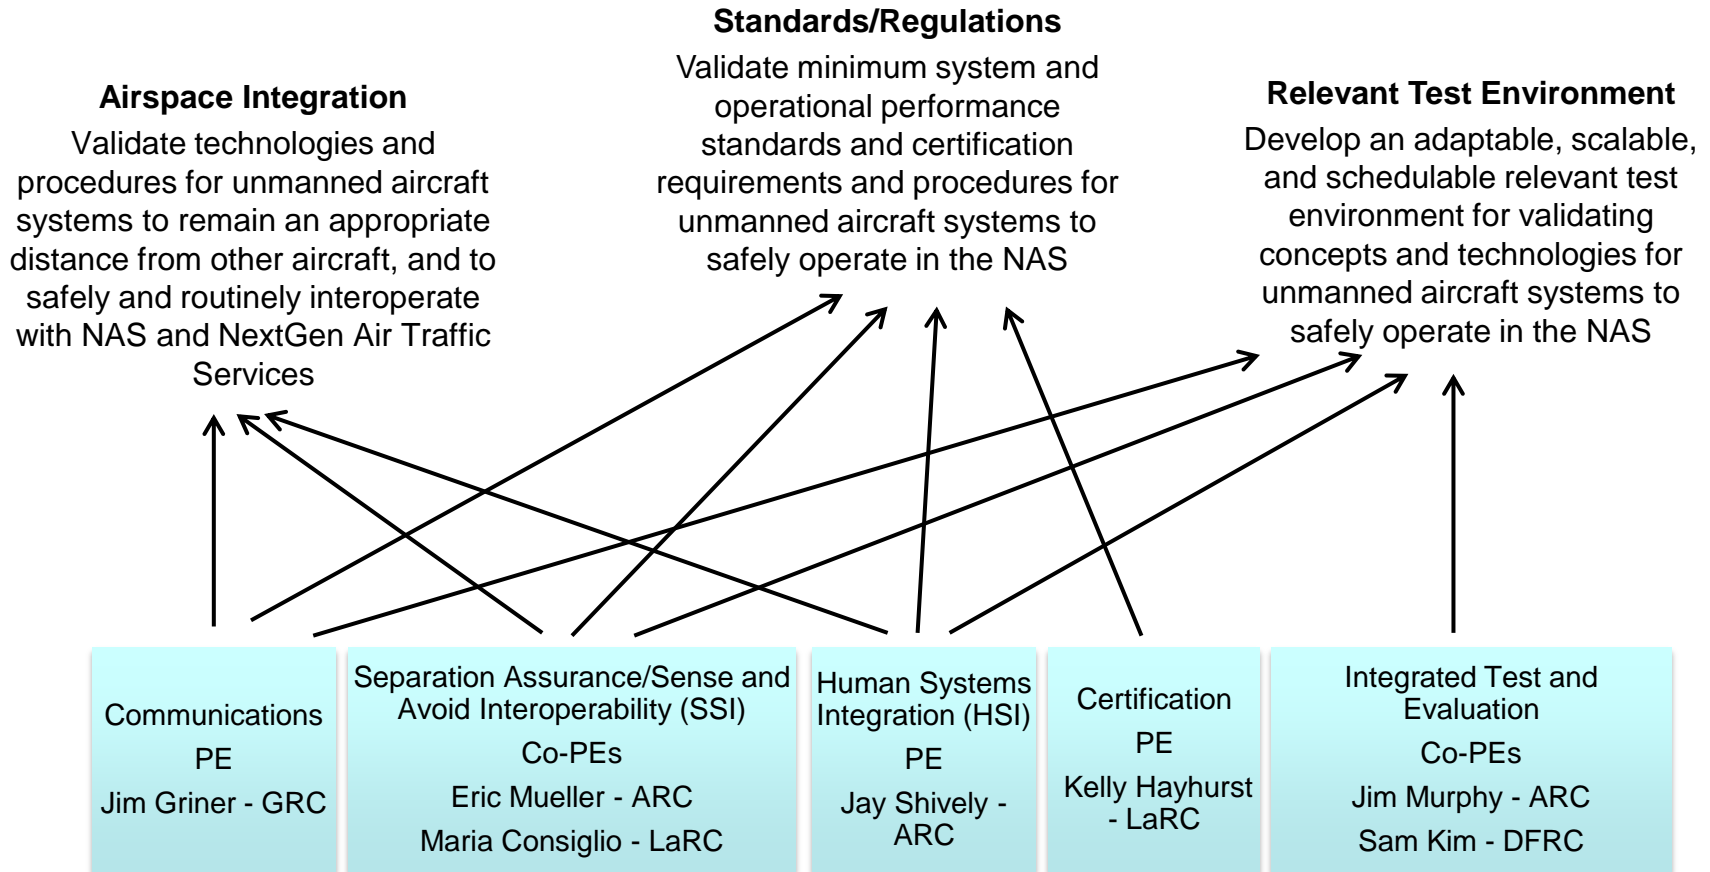 Standards/Regulations
Validate minimum system and
operational performance
standards and certification
requirements and procedures for
unmanned aircraft systems to
safely operate in the NAS
Airspace Integration
Validate technologies and
procedures for unmanned aircraft
systems to remain an appropriate
distance from other aircraft, and to
safely and routinely interoperate
with NAS and NextGen Air Traffic
Services
Relevant Test Environment
Develop an adaptable, scalable,
and schedulable relevant test
environment for validating
concepts and technologies for
unmanned aircraft systems to
safely operate in the NAS
Communications
PE
Jim Griner - GRC
Separation Assurance/Sense and
Avoid Interoperability (SSI)
Co-PEs
Eric Mueller - ARC
Maria Consiglio - LaRC
Human Systems
Integration (HSI)
PE
Jay Shively -
ARC
Certification
PE
Kelly Hayhurst
- LaRC
Integrated Test and
Evaluation
Co-PEs
Jim Murphy - ARC
Sam Kim - DFRC